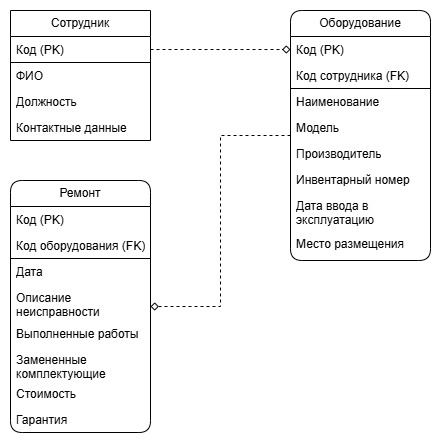 Сотрудник
Код (PK)
ФИО
Должность
Контактные данные
Оборудование
Код (PK)
Код сотрудника (FK)
Наименование
Модель
Производитель
Инвентарный номер
Дата ввода в
эксплуатацию
Место размещения
Ремонт
Код (PK)
Код оборудования (FK)
Дата
Описание
неисправности
Выполненные работы
Замененные
комплектующие
Стоимость
Гарантия